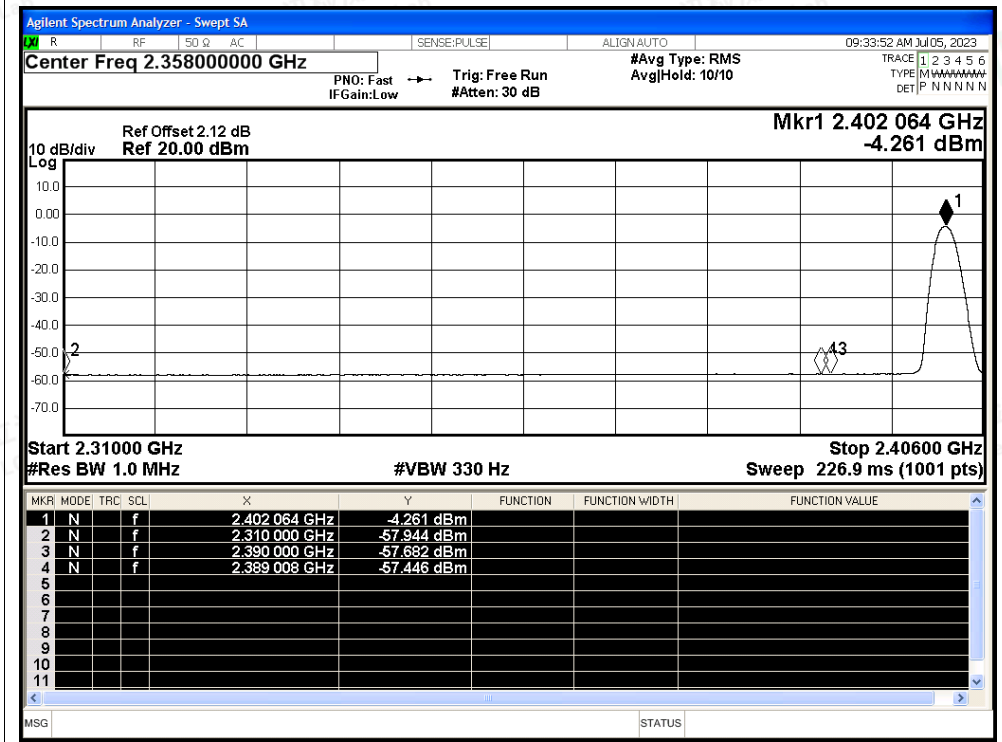 Agilent Spectrum Analyzer - Swept SA
LXI R RF 50 Ω AC SENSE:PULSE ALIGN AUTO 09:33:52 AM Jul 05, 2023
Center Freq 2.358000000 GHz #Avg Type: RMS TRACE 1 2 3 4 5 6
PNO: Fast Trig: Free Run Avg|Hold: 10/10 TYPE M
IFGain:Low #Atten: 30 dB DET P N N N N N
Mkr1 2.402 064 GHz
Ref Offset 2.12 dB -4.261 dBm
10 dB/div Ref 20.00 dBm
Log
10.0
1
0.00
-10.0
-20.0
-30.0
-40.0
-50.0 2 43
-60.0
-70.0
Start 2.31000 GHz Stop 2.40600 GHz
#Res BW 1.0 MHz #VBW 330 Hz Sweep 226.9 ms (1001 pts)
MKR MODE TRC SCL X Y FUNCTION FUNCTION WIDTH FUNCTION VALUE
1 N f 2.402 064 GHz -4.261 dBm
2 N f 2.310 000 GHz -57.944 dBm
3 N f 2.390 000 GHz -57.682 dBm
4 N f 2.389 008 GHz -57.446 dBm
5
6
7
8
9
10
11
MSG STATUS